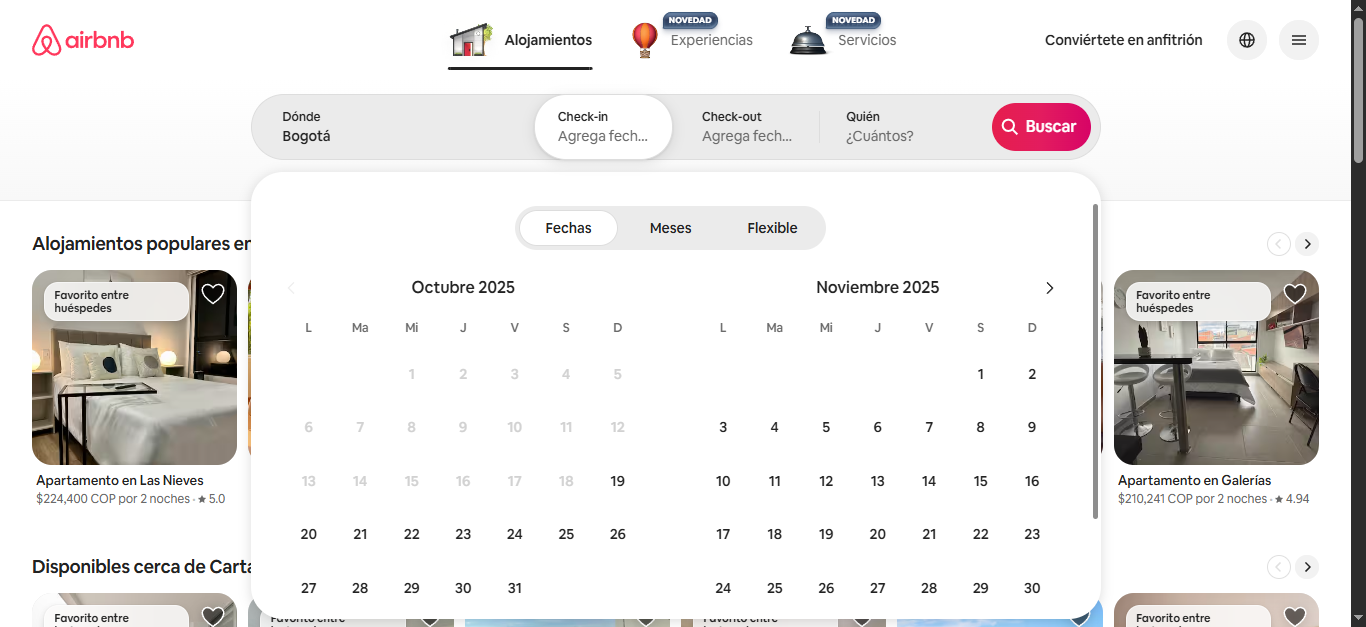 airbnb
Alojamientos
NOVEDAD
Experiencias
NOVEDAD
Servicios
Conviértete en anfitrión
Dónde
Bogotá
Check-in
Agrega fech...
Check-out
Agrega fech...
Quién
¿Cuántos?
Buscar
Fechas
Meses
Flexible
Alojamientos populares en
Octubre 2025
L Ma Mi J V S D
1 2 3 4 5
6 7 8 9 10 11 12
13 14 15 16 17 18 19
20 21 22 23 24 25 26
27 28 29 30 31
Noviembre 2025
L Ma Mi J V S D
1 2
3 4 5 6 7 8 9
10 11 12 13 14 15 16
17 18 19 20 21 22 23
24 25 26 27 28 29 30
Favorito entre
huéspedes
Apartamento en Las Nieves
$224,400 COP por 2 noches · ★ 5.0
Favorito entre
huéspedes
Apartamento en Galerías
$210,241 COP por 2 noches · ★ 4.94
Disponibles cerca de Carta
Favorito entre
Favorito entre
Favorito entre
Favorito entre